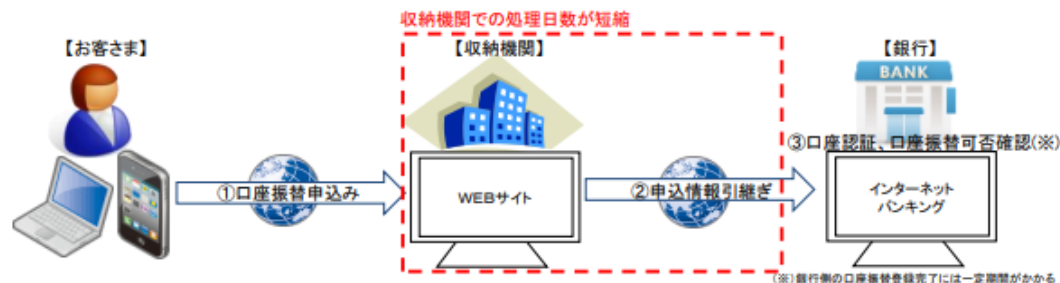 収納機関での処理日数が短縮
【お客さま】
【収納機関】
【銀行】
BANK
③口座認証、口座振替可否確認(※)
①口座振替申込み
WEBサイト
②申込情報引継ぎ
インターネット
バンキング
(※)銀行側の口座振替登録完了には一定期間がかかる